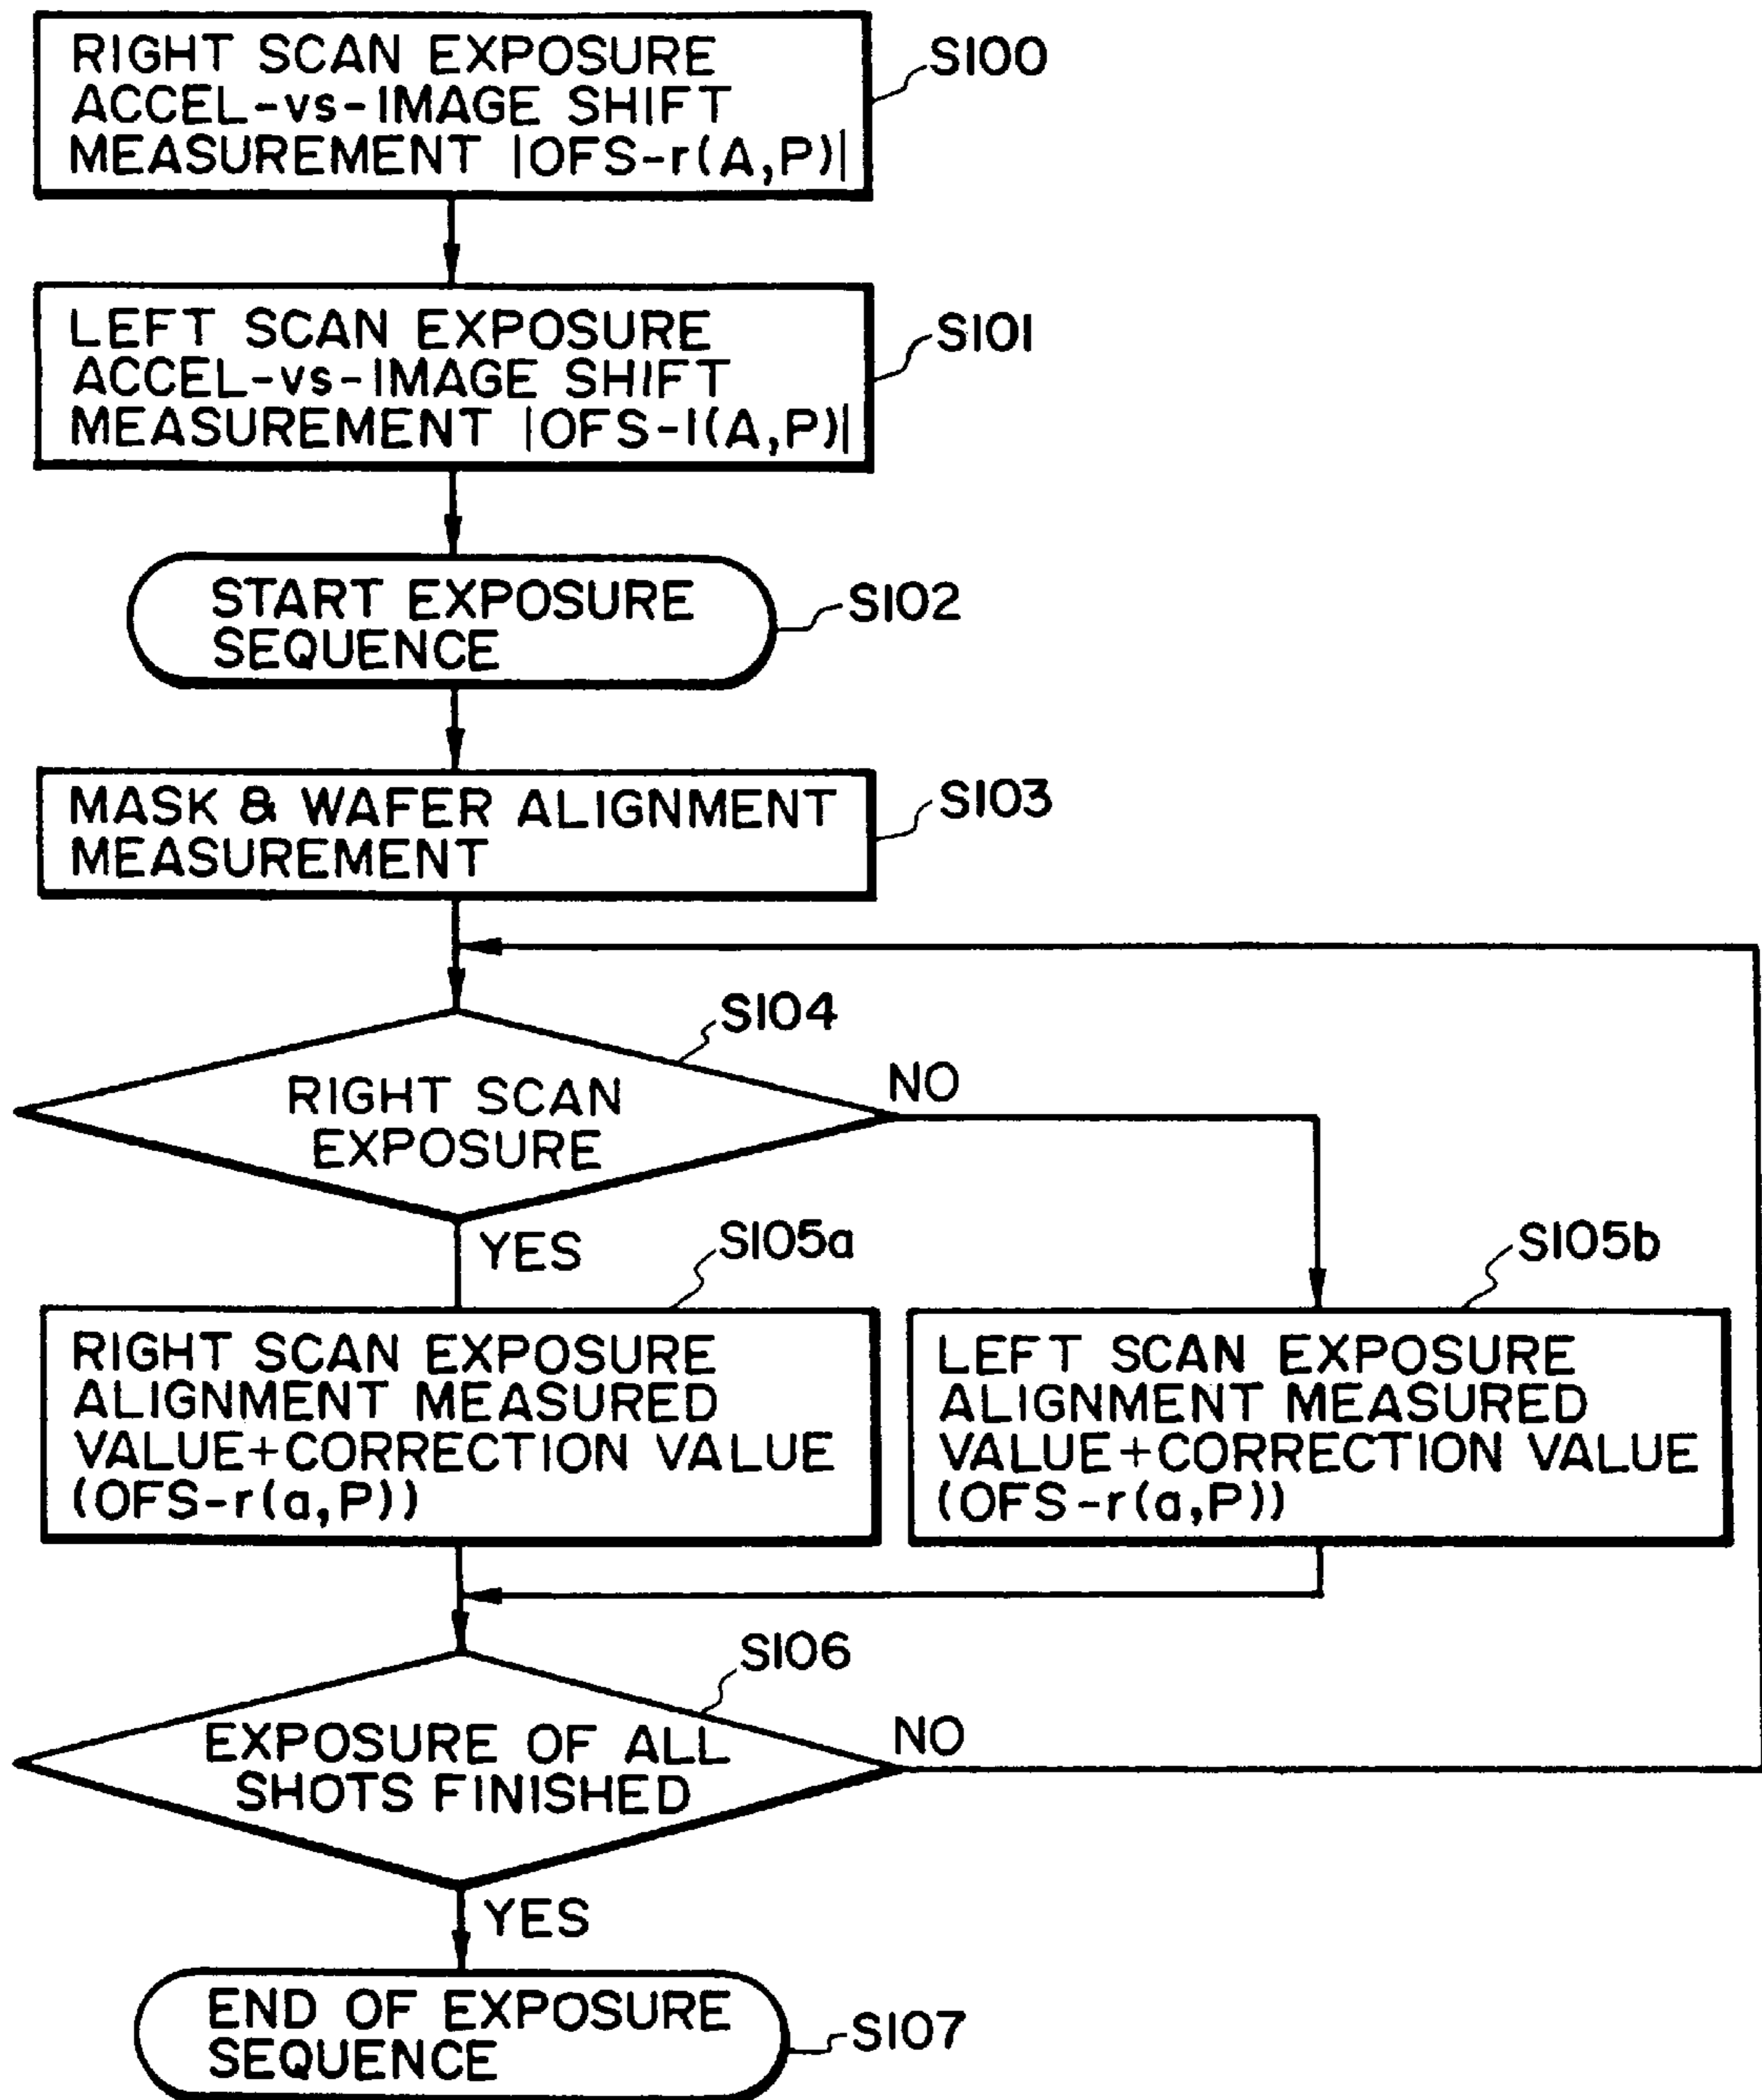 RIGHT SCAN EXPOSURE
ACCEL-vs-IMAGE SHIFT
MEASUREMENT |OFS-r(A,P)|
S100
LEFT SCAN EXPOSURE
ACCEL-vs-IMAGE SHIFT
MEASUREMENT |OFS-l(A,P)|
S101
START EXPOSURE
SEQUENCE
S102
MASK & WAFER ALIGNMENT
MEASUREMENT
S103
S104
RIGHT SCAN
EXPOSURE
NO
YES
S105a
RIGHT SCAN EXPOSURE
ALIGNMENT MEASURED
VALUE+CORRECTION VALUE
(OFS-r(a,P))
S105b
LEFT SCAN EXPOSURE
ALIGNMENT MEASURED
VALUE+CORRECTION VALUE
(OFS-r(a,P))
S106
EXPOSURE OF ALL
SHOTS FINISHED
NO
YES
END OF EXPOSURE
SEQUENCE
S107